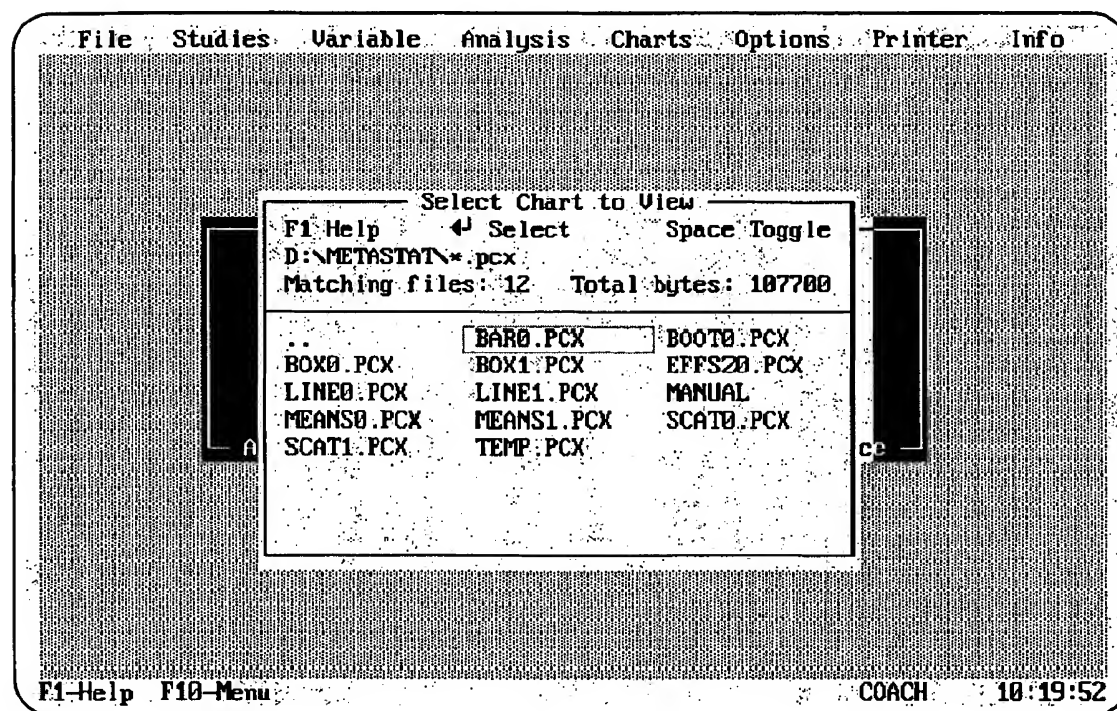 File Studies Variable Analysis Charts Options Printer Info
Select Chart to View
F1 Help ↵ Select Space Toggle
D:\METASTAT\*.pcx
Matching files: 12 Total bytes: 107700
.. BAR0.PCX BOOT0.PCX
BOX0.PCX BOX1.PCX EFFS20.PCX
LINE0.PCX LINE1.PCX MANUAL
MEANS0.PCX MEANS1.PCX SCAT0.PCX
A SCAT1.PCX TEMP.PCX ce
F1-Help F10-Menu COACH 10:19:52